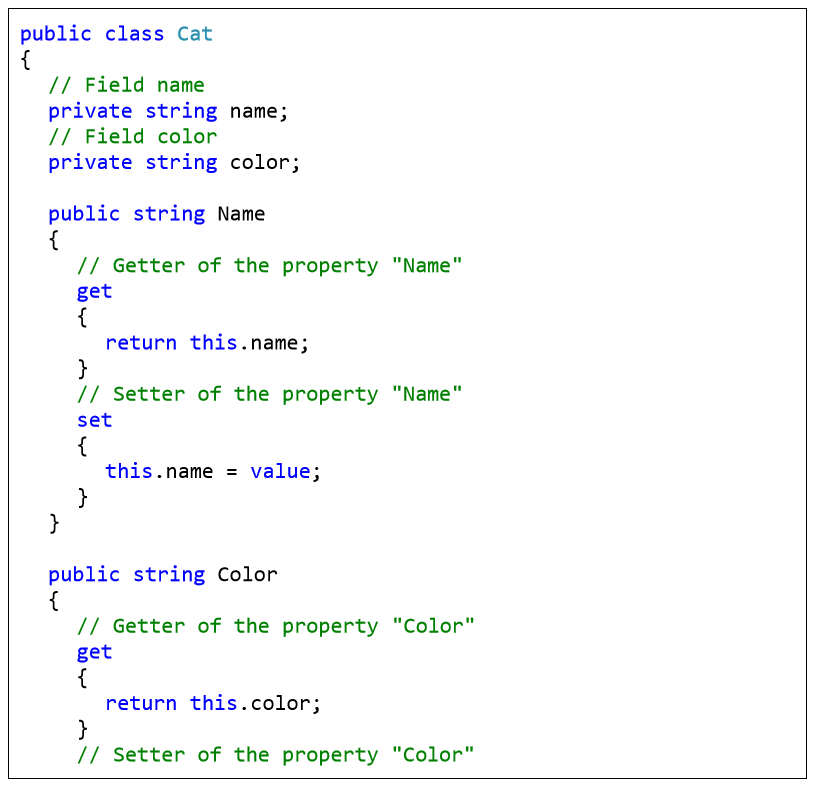 public class Cat
{
// Field name
private string name;
// Field color
private string color;
public string Name
{
// Getter of the property "Name"
get
{
return this.name;
}
// Setter of the property "Name"
set
{
this.name = value;
}
}
public string Color
{
// Getter of the property "Color"
get
{
return this.color;
}
// Setter of the property "Color"